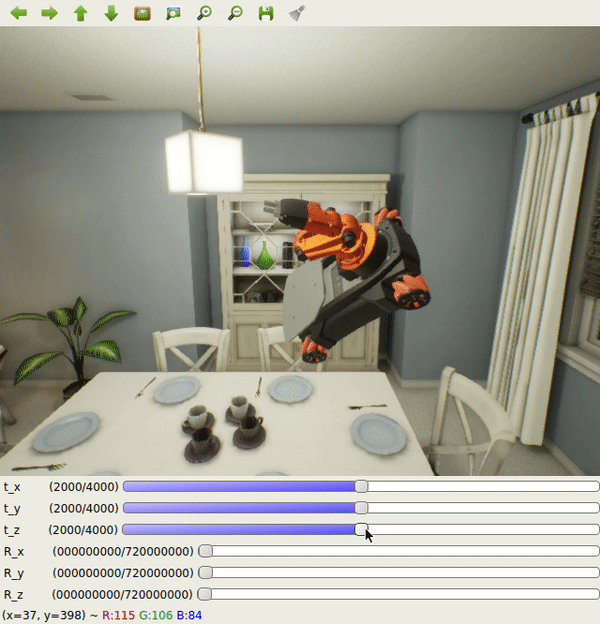 t_x (2000/4000)
t_y (2000/4000)
t_z (2000/4000)
R_x (000000000/720000000)
R_y (000000000/720000000)
R_z (000000000/720000000)
(x=37, y=398) ~ R:115 G:106 B:84